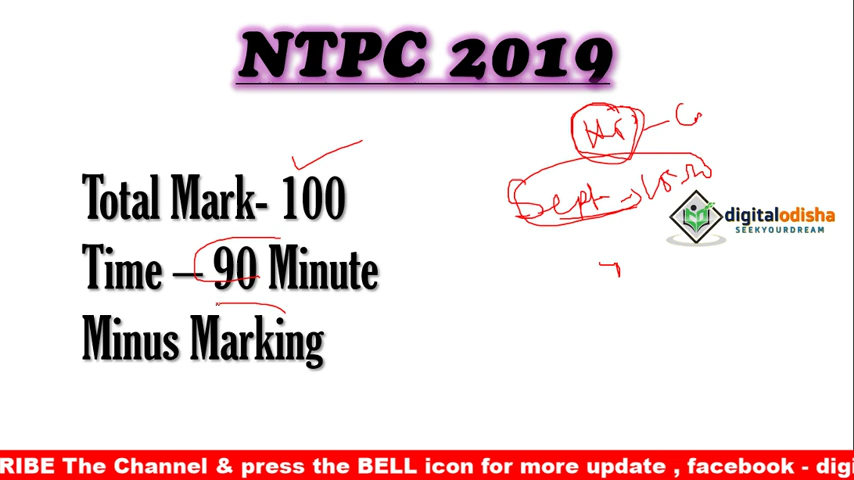 NTPC 2019
Total Mark- 100
Time – 90 Minute
Minus Marking
Sept
digitalodisha
SEEKYOURDREAM
RIBE The Channel & press the BELL icon for more update , facebook - digi